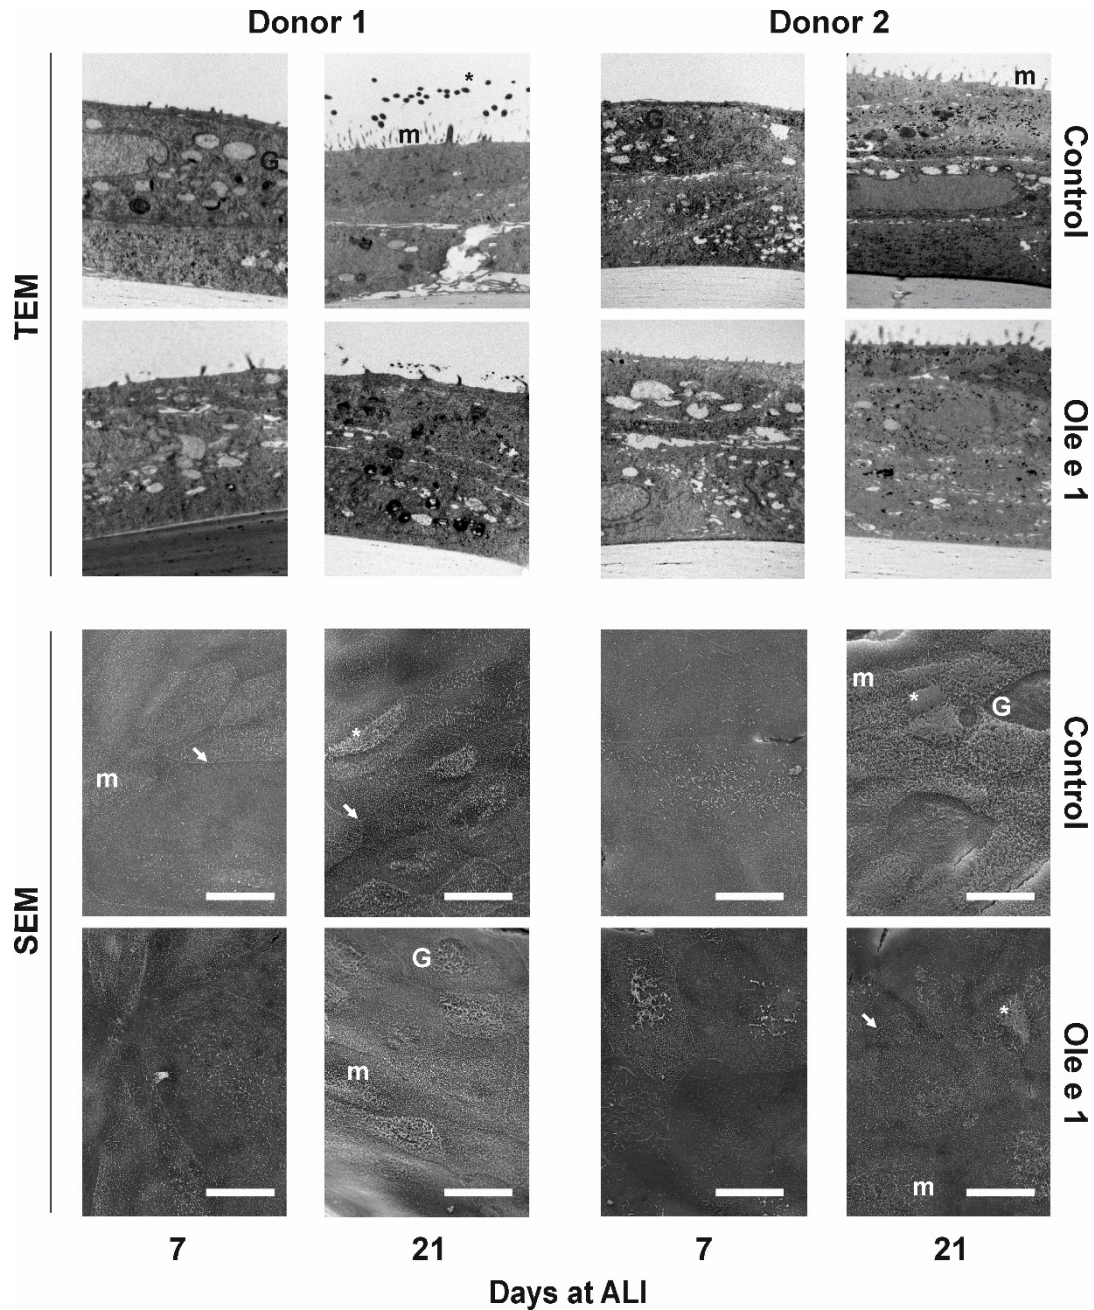 Donor 1
Donor 2
TEM
*
m
m
G
G
Control
Ole e 1
SEM
m
*
m
*
G
Control
G
m
*
m
Ole e 1
7
21
7
21
Days at ALI